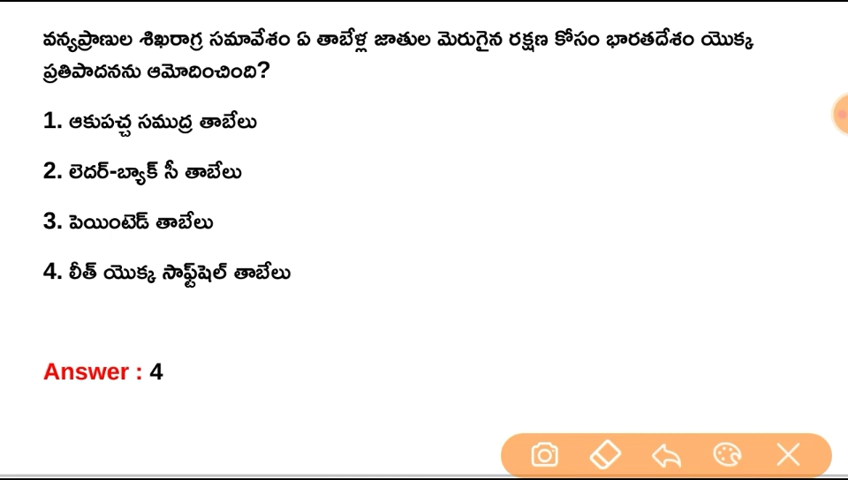 వన్యప్రాణుల శిఖరాగ్ర సమావేశం ఏ తాబేళ్ల జాతుల మెరుగైన రక్షణ కోసం భారతదేశం యొక్క
ప్రతిపాదనను ఆమోదించింది?
1. ఆకుపచ్చ సముద్ర తాబేలు
2. లెదర్-బ్యాక్ సీ తాబేలు
3. పెయింటెడ్ తాబేలు
4. లీత్ యొక్క సాఫ్ట్‌షెల్ తాబేలు
Answer : 4